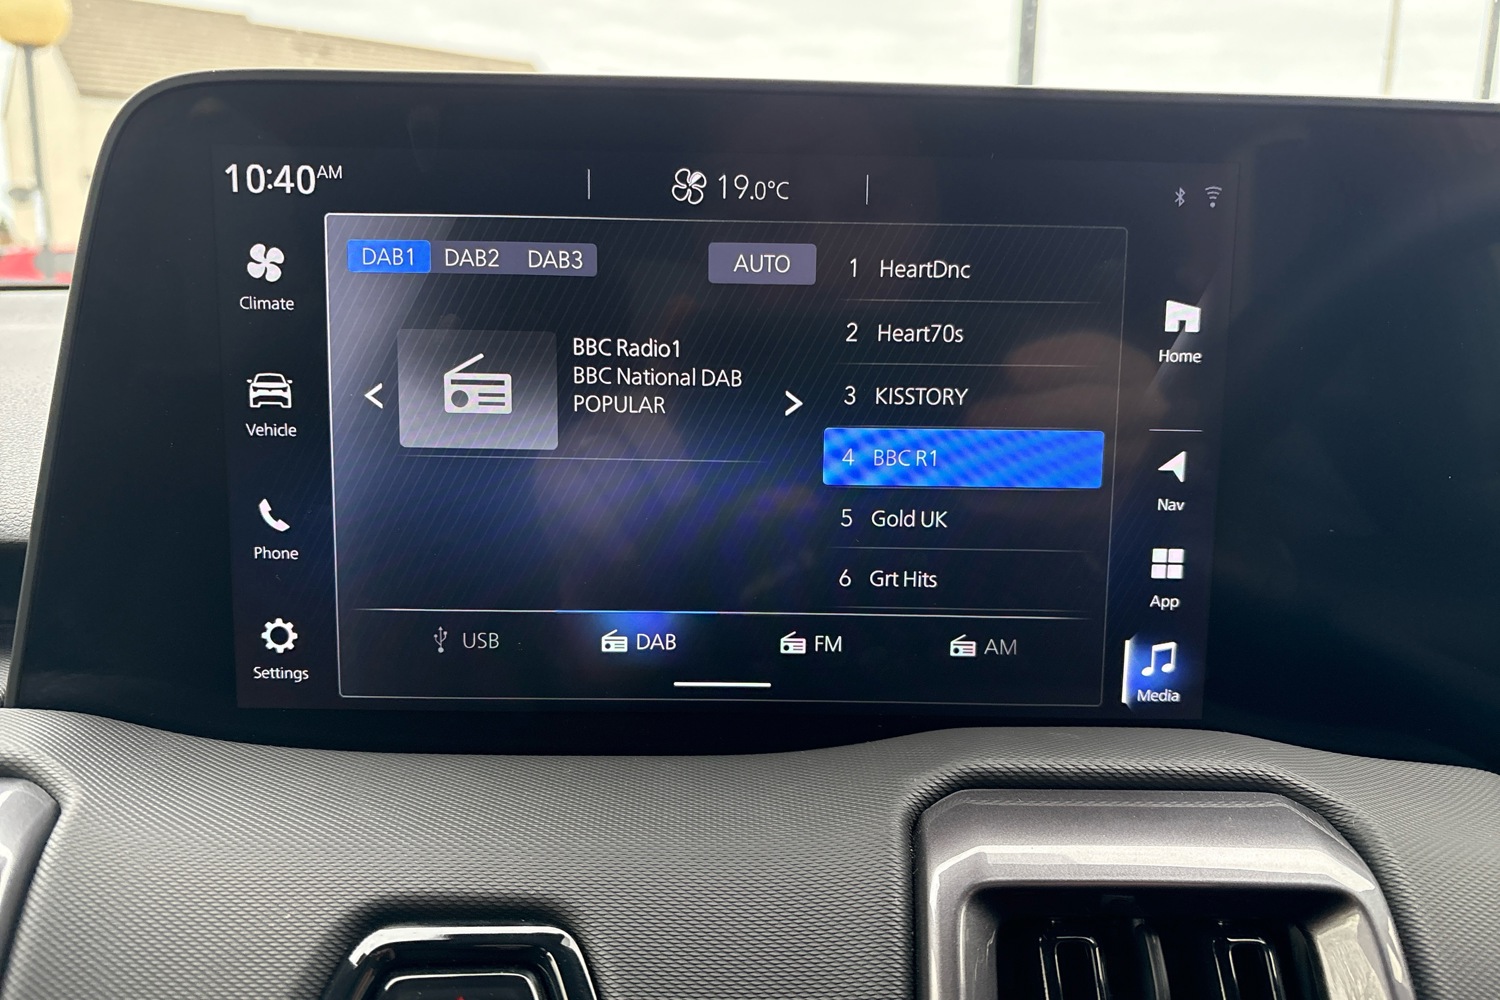 10:40AM
19.0°C
Climate
Vehicle
Phone
Settings
DAB1 DAB2 DAB3
AUTO
BBC Radio1
BBC National DAB
POPULAR
1 HeartDnc
2 Heart70s
3 KISSTORY
4 BBC R1
5 Gold UK
6 Grt Hits
USB
DAB
FM
AM
Home
Nav
App
Media